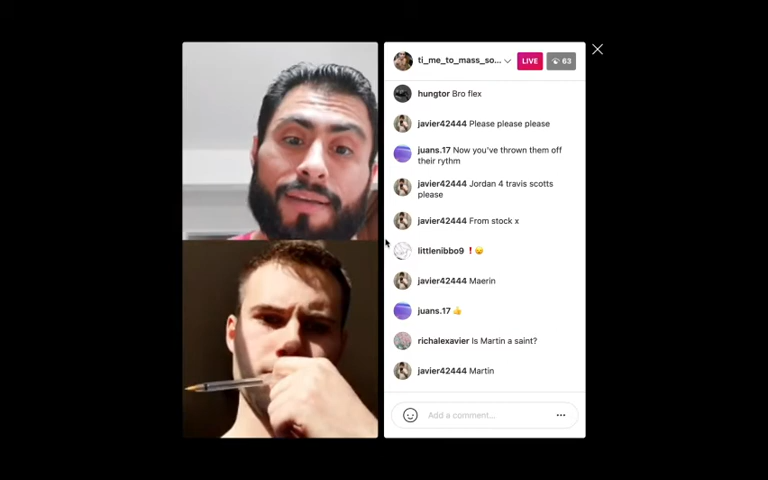 ti_me_to_mass_so...
LIVE
63
hungtor Bro flex
javier42444 Please please please
juans.17 Now you've thrown them off
their rythm
javier42444 Jordan 4 travis scotts
please
javier42444 From stock x
littlenibbo9 ❗😉
javier42444 Maerin
juans.17 👍
richalexavier Is Martin a saint?
javier42444 Martin
Add a comment...